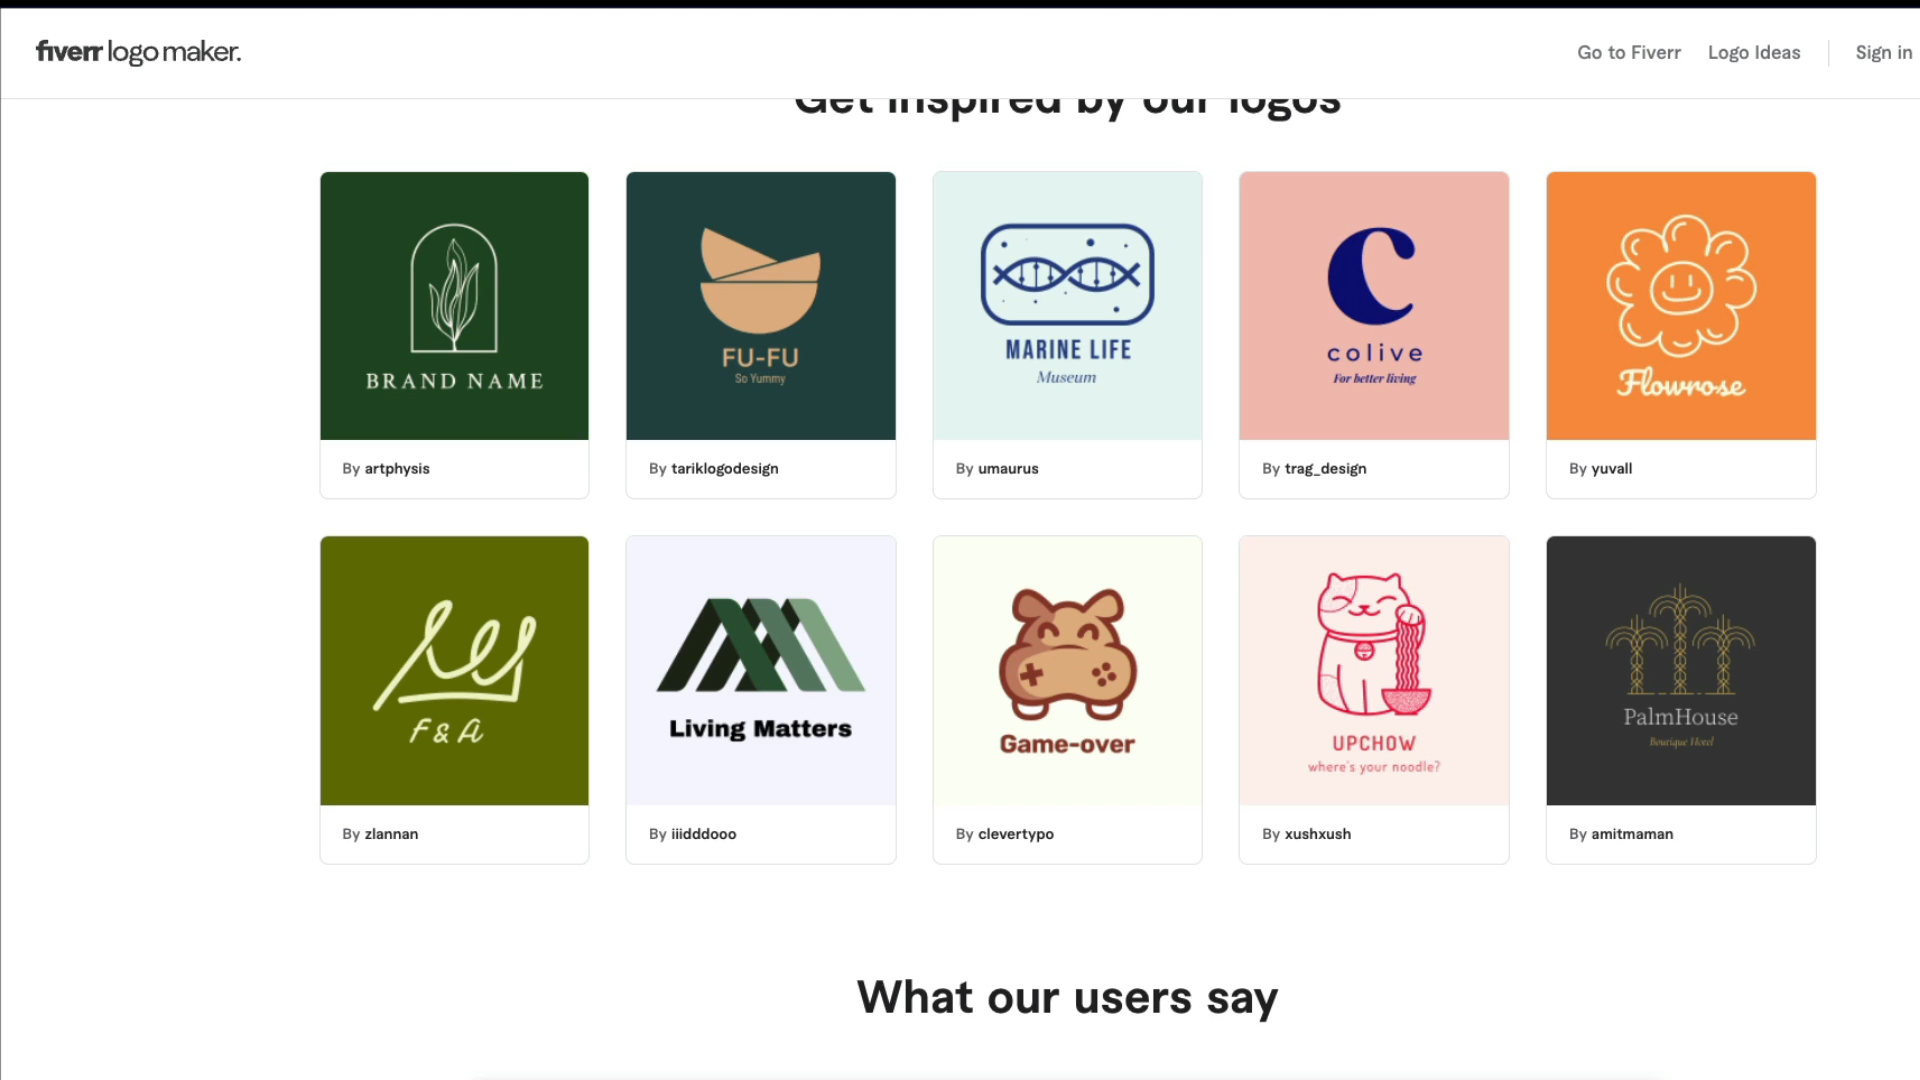 fiverr logo maker.
Go to Fiverr Logo Ideas Sign in
Get inspired by our logos
BRAND NAME
By artphysis
FU-FU
So Yummy
By tariklogodesign
MARINE LIFE
Museum
By umaurus
colive
For better living
By trag_design
Flowrose
By yuvall
F & A
By zlannan
Living Matters
By iiidddooo
Game-over
By clevertypo
UPCHOW
where's your noodle?
By xushxush
PalmHouse
Boutique Hotel
By amitmaman
What our users say